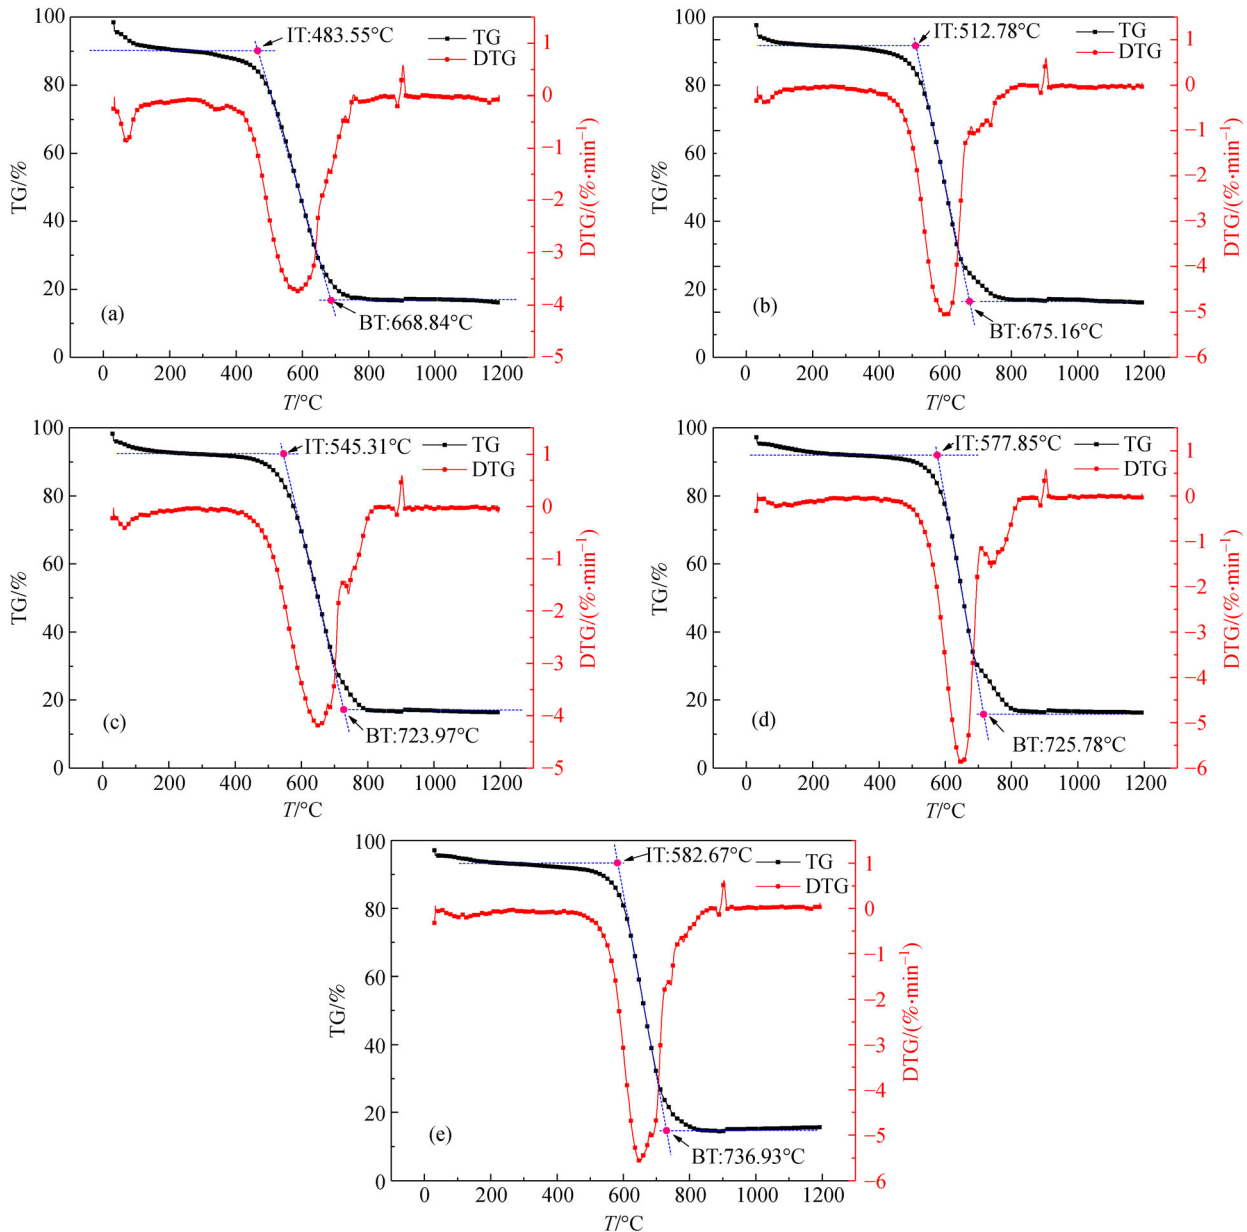 100
80
60
40
20
0
TG/%
IT:483.55°C
TG
DTG
BT:668.84°C
(a)
1
0
−1
−2
−3
−4
−5
DTG/(%·min⁻¹)
0 200 400 600 800 1000 1200
T/°C
100
80
60
40
20
0
TG/%
IT:512.78°C
TG
DTG
BT:675.16°C
(b)
1
0
−1
−2
−3
−4
−5
−6
DTG/(%·min⁻¹)
0 200 400 600 800 1000 1200
T/°C
100
80
60
40
20
0
TG/%
IT:545.31°C
TG
DTG
BT:723.97°C
(c)
1
0
−1
−2
−3
−4
−5
DTG/(%·min⁻¹)
0 200 400 600 800 1000 1200
T/°C
100
80
60
40
20
0
TG/%
IT:577.85°C
TG
DTG
BT:725.78°C
(d)
1
0
−1
−2
−3
−4
−5
−6
DTG/(%·min⁻¹)
0 200 400 600 800 1000 1200
T/°C
100
80
60
40
20
0
TG/%
IT:582.67°C
TG
DTG
BT:736.93°C
(e)
1
0
−1
−2
−3
−4
−5
−6
DTG/(%·min⁻¹)
0 200 400 600 800 1000 1200
T/°C